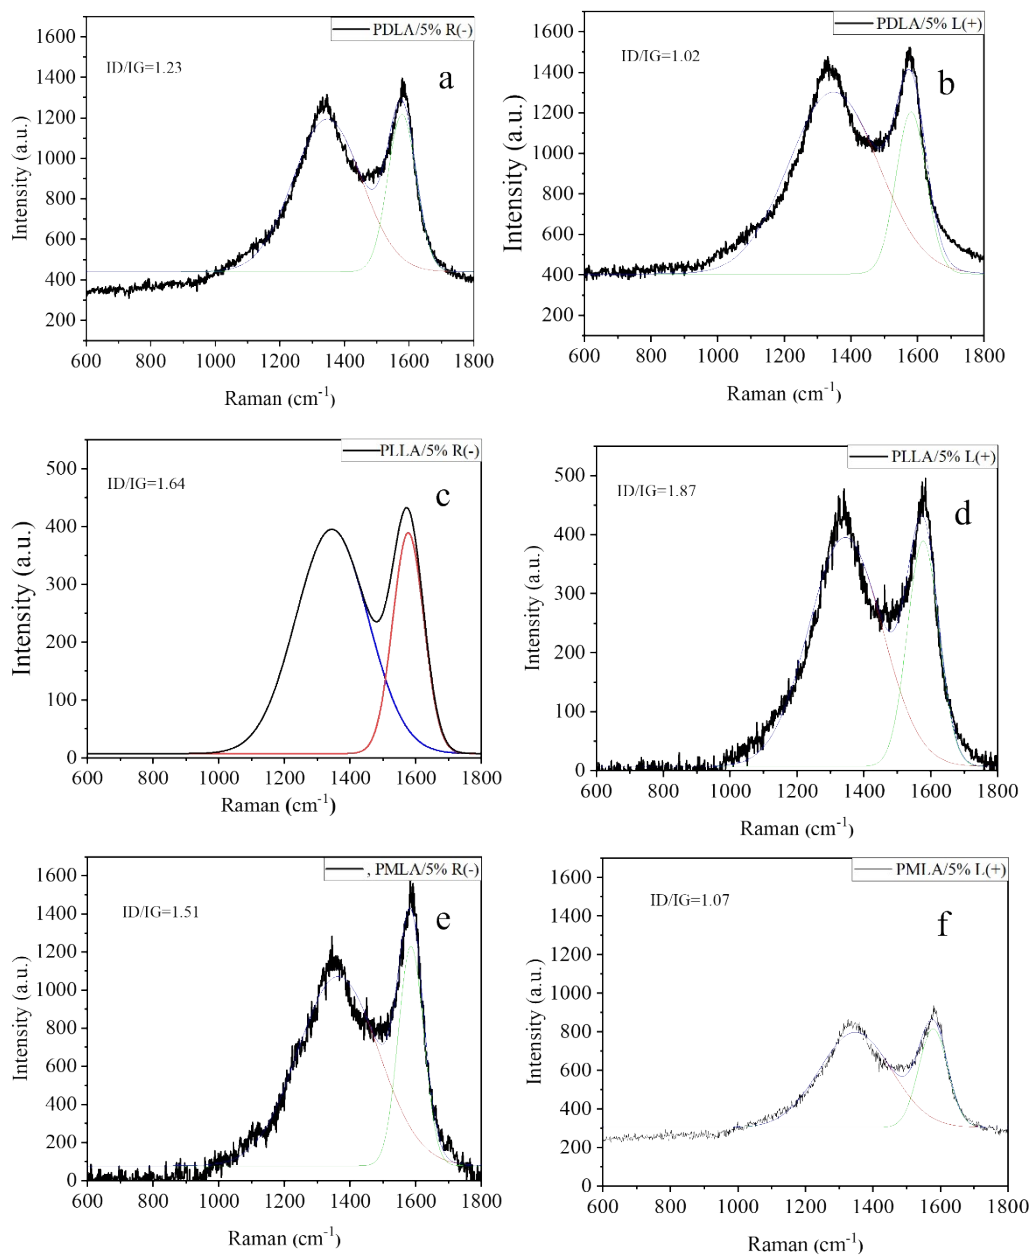 PDLA/5% R(-)
ID/IG=1.23
a
Intensity (a.u.)
1600
1400
1200
1000
800
600
400
200
600 800 1000 1200 1400 1600 1800
Raman (cm-1)
PDLA/5% L(+)
ID/IG=1.02
b
Intensity (a.u.)
1600
1400
1200
1000
800
600
400
200
600 800 1000 1200 1400 1600 1800
Raman (cm-1)
PLLA/5% R(-)
ID/IG=1.64
c
Intensity (a.u.)
500
400
300
200
100
0
600 800 1000 1200 1400 1600 1800
Raman (cm-1)
PLLA/5% L(+)
ID/IG=1.87
d
Intensity (a.u.)
500
400
300
200
100
0
600 800 1000 1200 1400 1600 1800
Raman (cm-1)
, PMLA/5% R(-)
ID/IG=1.51
e
Intensity (a.u.)
1600
1400
1200
1000
800
600
400
200
0
600 800 1000 1200 1400 1600 1800
Raman (cm-1)
PMLA/5% L(+)
ID/IG=1.07
f
Intensity (a.u.)
1600
1400
1200
1000
800
600
400
200
0
600 800 1000 1200 1400 1600 1800
Raman (cm-1)